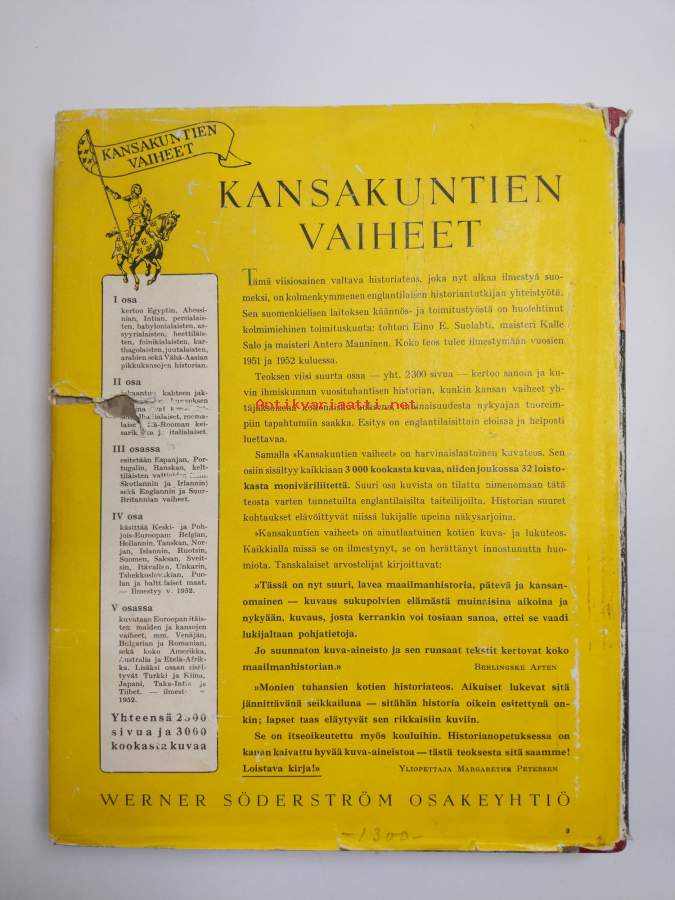 KANSAKUNTIEN
VAIHEET
KANSAKUNTIEN
VAIHEET
Tämä viisiosainen valtava historiateos, joka nyt alkaa ilmestyä suo-
meksi, on kolmenkymmenen englantilaisen historiantutkijan yhteistyötä.
Sen suomenkielisen laitoksen käännös- ja toimitustyöstä on huolehtinut
kolmimiehinen toimituskunta: tohtori Eino E. Suolahti, maisteri Kalle
Salo ja maisteri Antero Manninen. Koko teos tulee ilmestymään vuosien
1951 ja 1952 kuluessa.
Teoksen viisi suurta osaa — yht. 2300 sivua — kertoo sanoin ja ku-
vin ihmiskunnan vuosituhantisen historian, kunkin kansan vaiheet yh-
muinaisuudesta nykyajan tuoreim-
piin tapahtumiin saakka. Esitys on englantilaisittain eloisa ja helposti
luettavaa.
Samalla »Kansakuntien vaiheet» on harvinaislaatuinen kuvateos. Sen
osiin sisältyy kaikkiaan 3 000 kookasta kuvaa, niiden joukossa 32 loisto-
kasta moniväriliitettä. Suuri osa kuvista on tilattu nimenomaan tätä
teosta varten tunnetuilta englantilaisilta taiteilijoilta. Historian suuret
kohtaukset elävöittyvät niissä lukijalle upeina näkysarjoina.
»Kansakuntien vaiheet» on ainutlaatuinen kotien kuva- ja lukuteos.
Kaikkialla missä se on ilmestynyt, se on herättänyt innostunutta huo-
miota. Tanskalaiset arvostelijat kirjoittavat:
»Tässä on nyt suuri, lavea maailmanhistoria, pätevä ja kansan-
omainen — kuvaus sukupolvien elämästä muinaisina aikoina ja
nykyään, kuvaus, josta kerrankin voi tosiaan sanoa, ettei se vaadi
lukijaltaan pohjatietoja.
Jo suunnaton kuva-aineisto ja sen runsaat tekstit kertovat koko
maailmanhistorian.» BERLINGSKE AFTEN
»Monien tuhansien kotien historiateos. Aikuiset lukevat sitä
jännittävänä seikkailuna — sitähän historia oikein esitettynä on-
kin; lapset taas eläytyvät sen rikkaisiin kuviin.
Se on itseoikeutettu myös kouluihin. Historianopetuksessa on
kauan kaivattu hyvää kuva-aineistoa — tästä teoksesta sitä saamme!
Loistava kirja!» YLIOPETTAJA MARGARETHE PETERSEN
I osa
kertoo Egyptin, Abessi-
nian, Intian, persialais-
ten, babylonialaisten, as-
syyrialaisten, heettiläis-
ten, foinikialaisten, kar-
thagolaisten, juutalaisten,
arabien sekä Vähä-Aasian
pikkukansojen historian.
II osa
kahteen jak-
italialaiset.
III osassa
esitetään Espanjan, Por-
tugalin, Ranskan, kelt-
tiläisten
Skotlannin ja Irlannin)
sekä Englannin ja Suur-
Britannian vaiheet.
IV osa
käsittää Keski- ja Poh-
jois-Euroopan: Belgian,
Hollannin, Tanskan, Nor-
jan, Islannin, Ruotsin,
Suomen, Saksan, Sveit-
sin, Itävallan, Unkarin,
Tshekkoslovakian, Puo-
lan ja balttilaiset maat.
— Ilmestyy v. 1952.
V osassa
kuvataan Euroopan itäis-
ten maiden ja kansojen
vaiheet, mm. Venäjän,
Bulgarian ja Romanian,
sekä koko Amerikka,
Australia ja Etelä-Afrik-
ka. Lisäksi osaan sisäl-
tyvät Turkki ja Kiina,
Japani, Taka-Intia ja
Tiibet.
1952.
Yhteensä 2300
sivua ja 3000
kookasta kuvaa
Antikvariaatti.net
WERNER SÖDERSTRÖM OSAKEYHTIÖ
-1300-